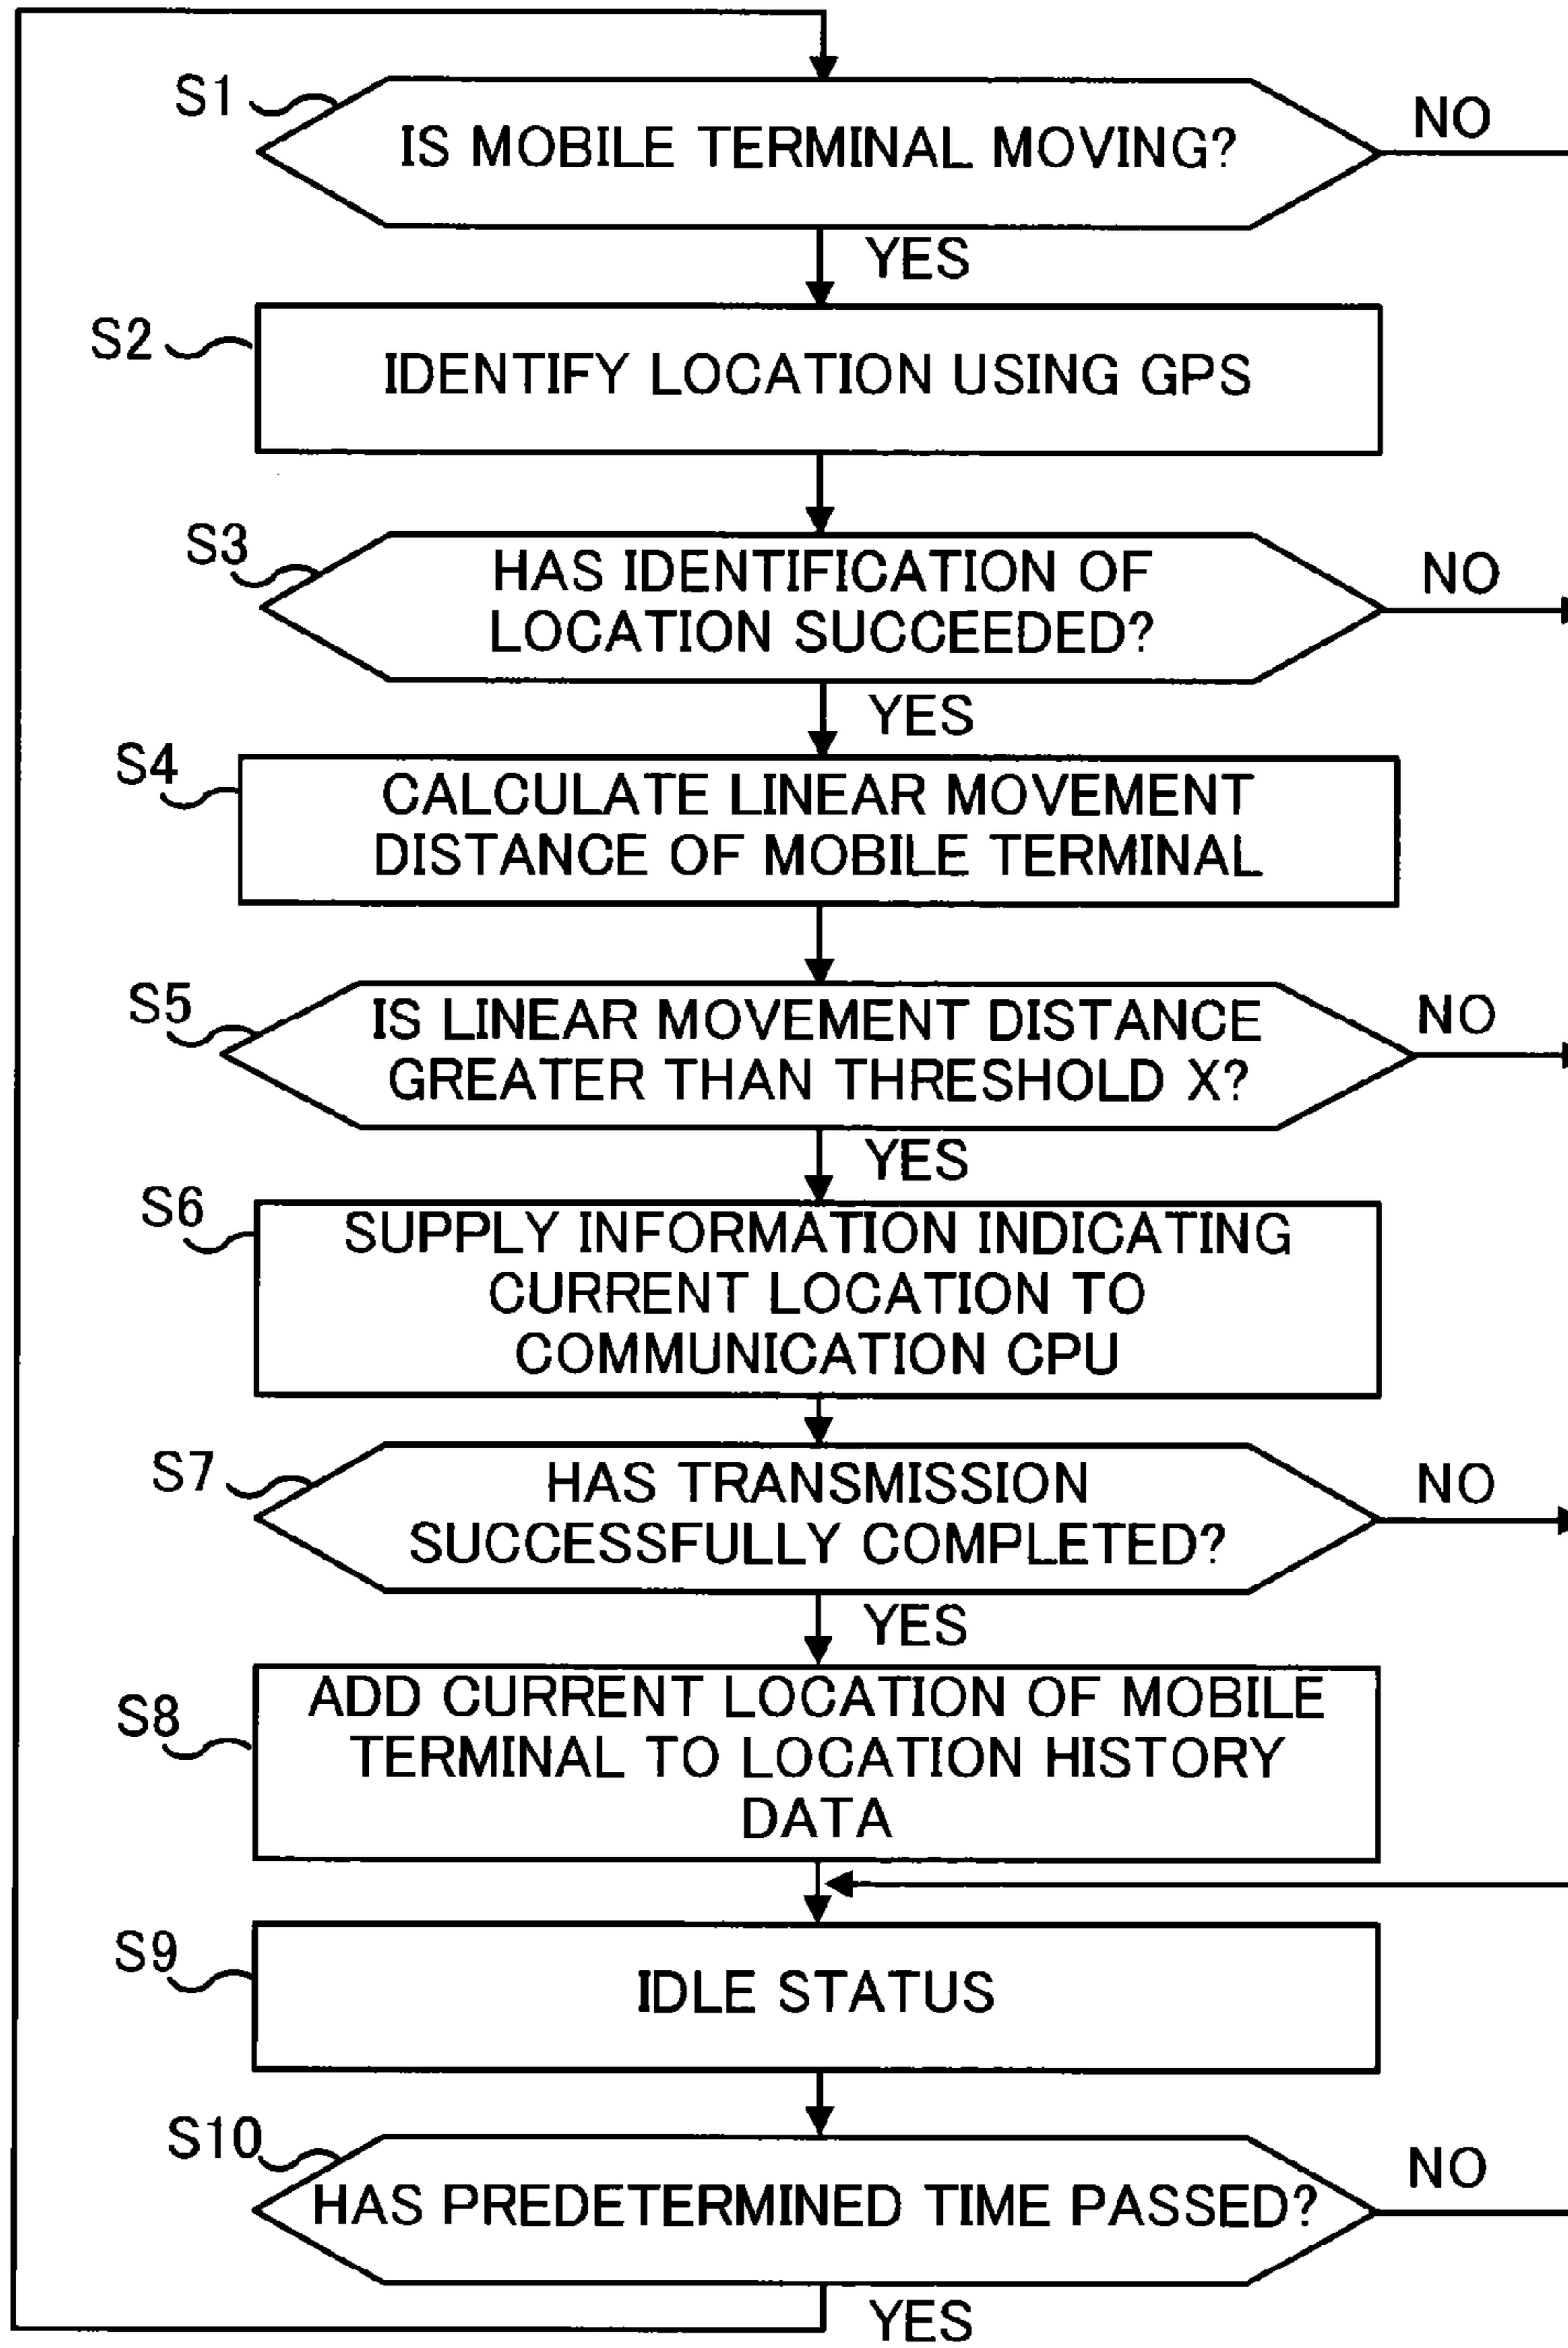 S1
IS MOBILE TERMINAL MOVING?
NO
YES
S2
IDENTIFY LOCATION USING GPS
S3
HAS IDENTIFICATION OF
LOCATION SUCCEEDED?
NO
YES
S4
CALCULATE LINEAR MOVEMENT
DISTANCE OF MOBILE TERMINAL
S5
IS LINEAR MOVEMENT DISTANCE
GREATER THAN THRESHOLD X?
NO
YES
S6
SUPPLY INFORMATION INDICATING
CURRENT LOCATION TO
COMMUNICATION CPU
S7
HAS TRANSMISSION
SUCCESSFULLY COMPLETED?
NO
YES
S8
ADD CURRENT LOCATION OF MOBILE
TERMINAL TO LOCATION HISTORY
DATA
S9
IDLE STATUS
S10
HAS PREDETERMINED TIME PASSED?
NO
YES